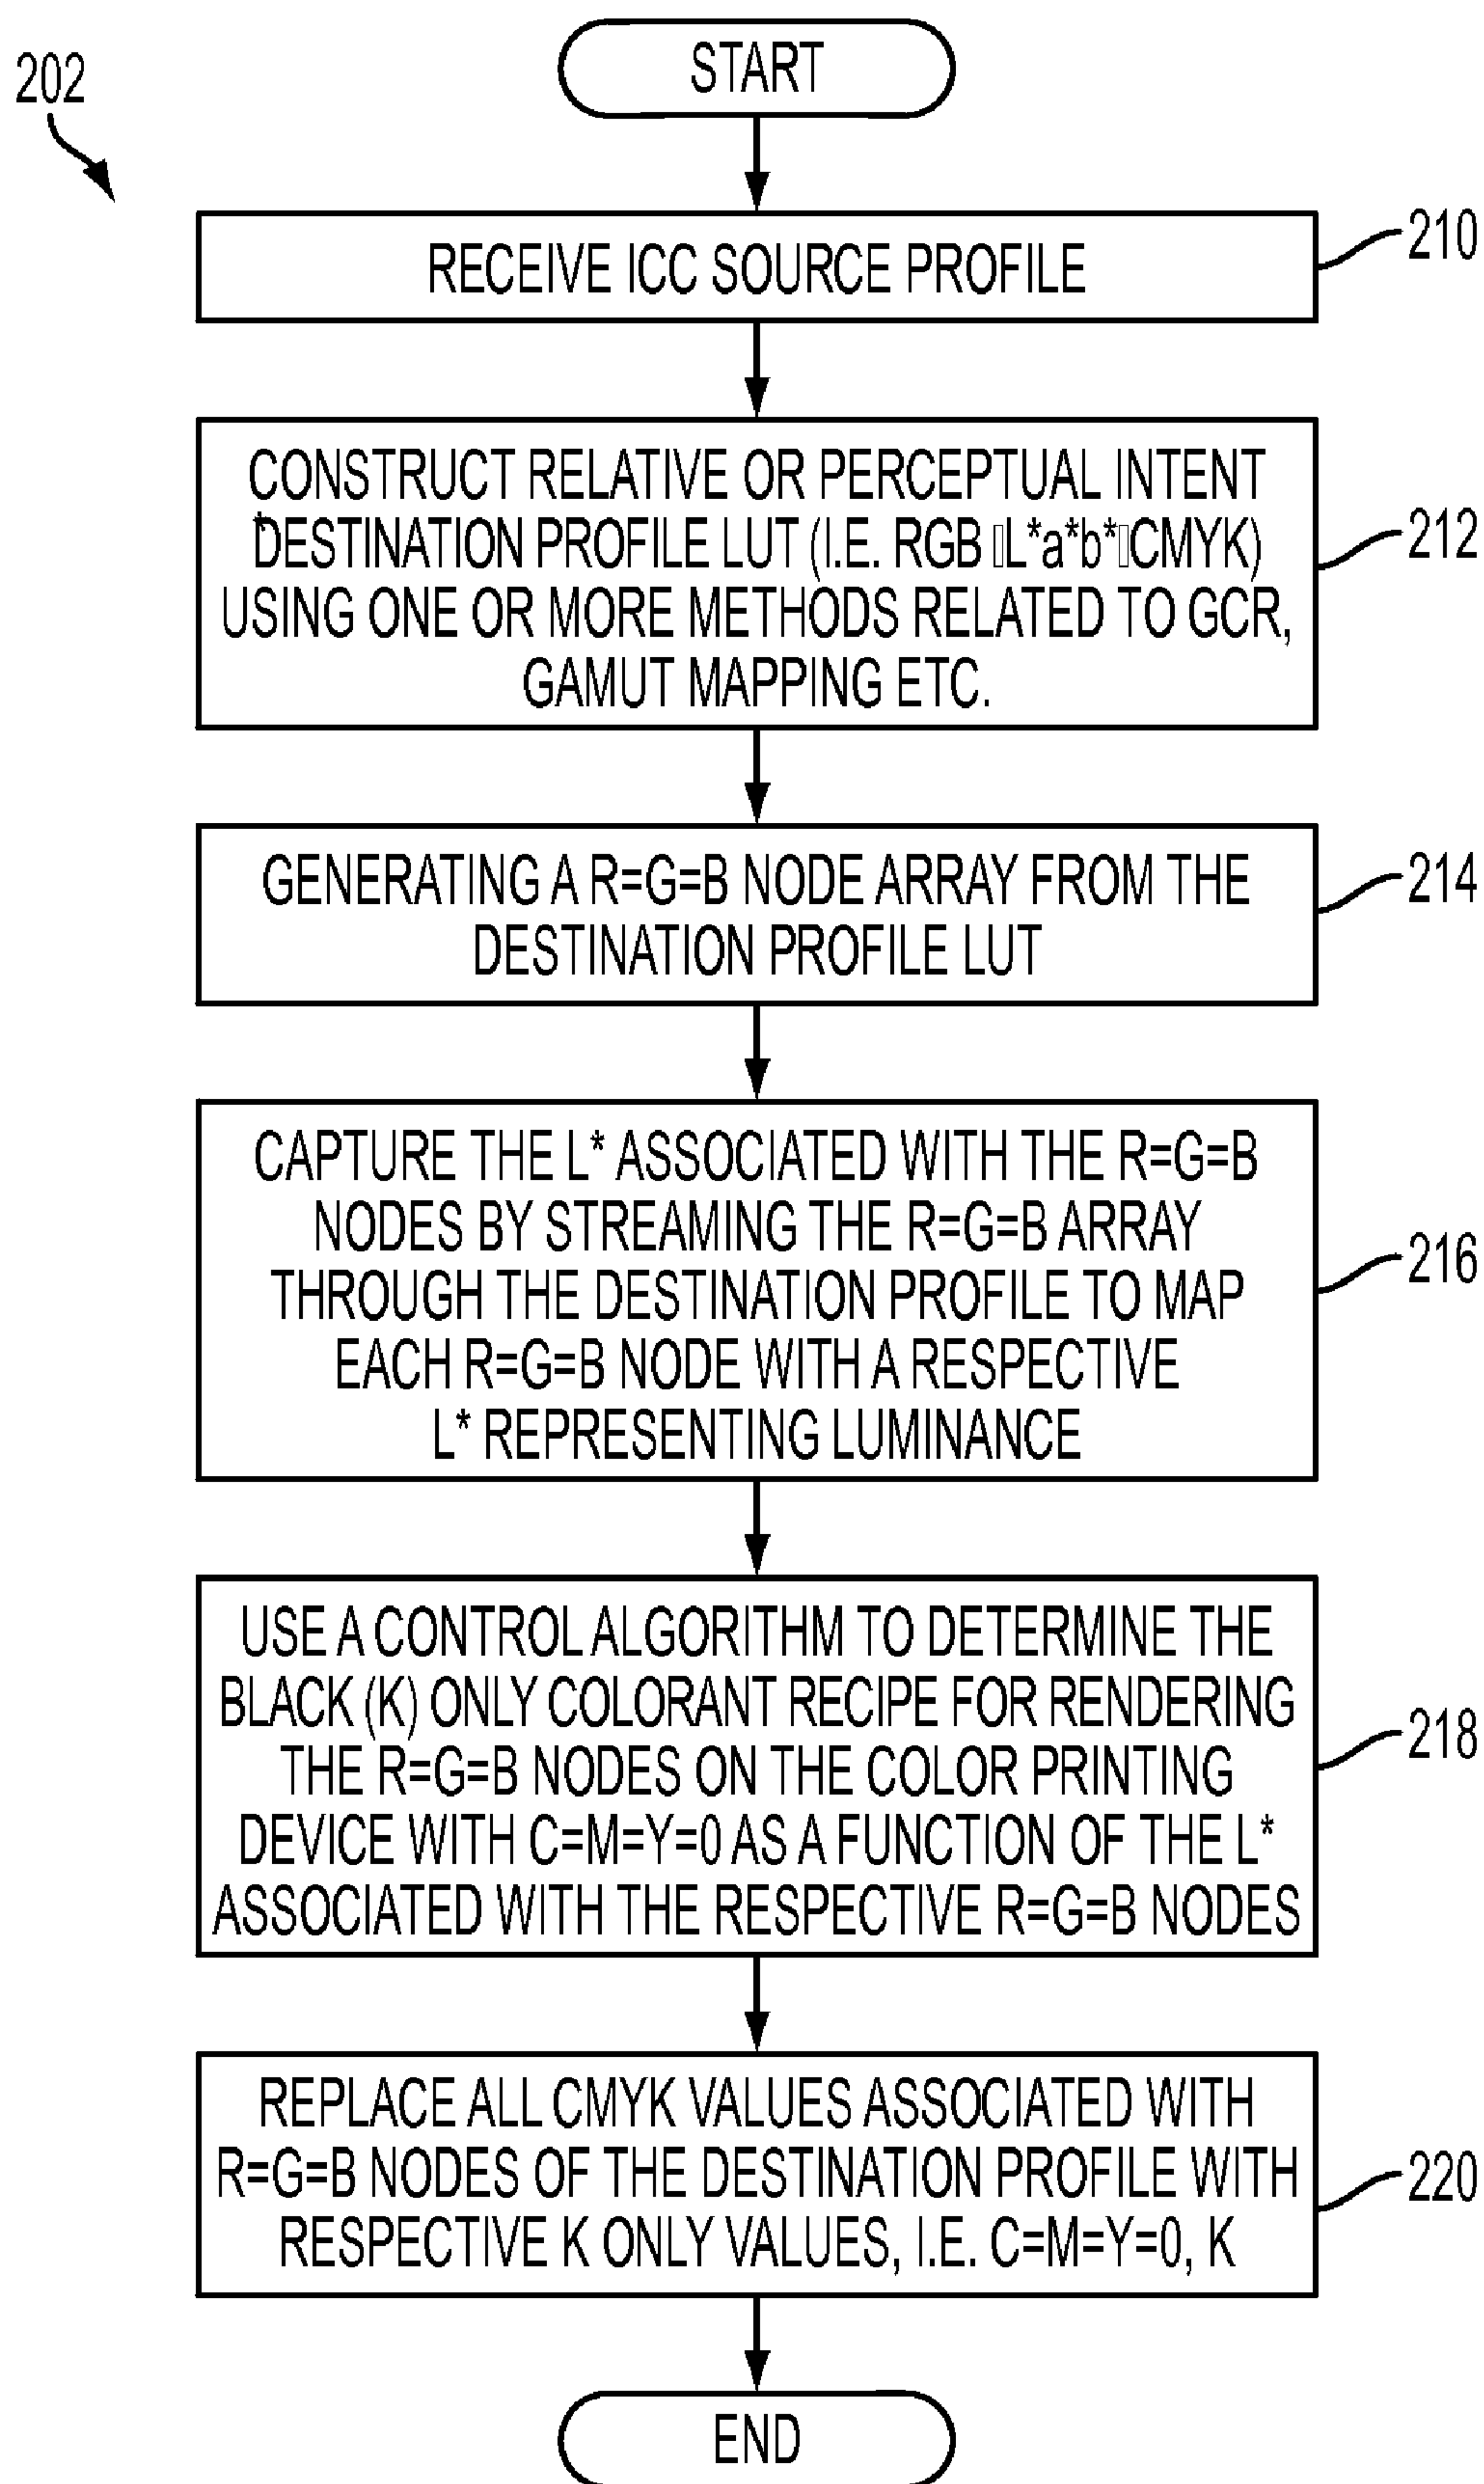 202
START
RECEIVE ICC SOURCE PROFILE
210
CONSTRUCT RELATIVE OR PERCEPTUAL INTENT
DESTINATION PROFILE LUT (I.E. RGB ▯L*a*b*▯CMYK)
USING ONE OR MORE METHODS RELATED TO GCR,
GAMUT MAPPING ETC.
212
GENERATING A R=G=B NODE ARRAY FROM THE
DESTINATION PROFILE LUT
214
CAPTURE THE L* ASSOCIATED WITH THE R=G=B
NODES BY STREAMING THE R=G=B ARRAY
THROUGH THE DESTINATION PROFILE TO MAP
EACH R=G=B NODE WITH A RESPECTIVE
L* REPRESENTING LUMINANCE
216
USE A CONTROL ALGORITHM TO DETERMINE THE
BLACK (K) ONLY COLORANT RECIPE FOR RENDERING
THE R=G=B NODES ON THE COLOR PRINTING
DEVICE WITH C=M=Y=0 AS A FUNCTION OF THE L*
ASSOCIATED WITH THE RESPECTIVE R=G=B NODES
218
REPLACE ALL CMYK VALUES ASSOCIATED WITH
R=G=B NODES OF THE DESTINATION PROFILE WITH
RESPECTIVE K ONLY VALUES, I.E. C=M=Y=0, K
220
END